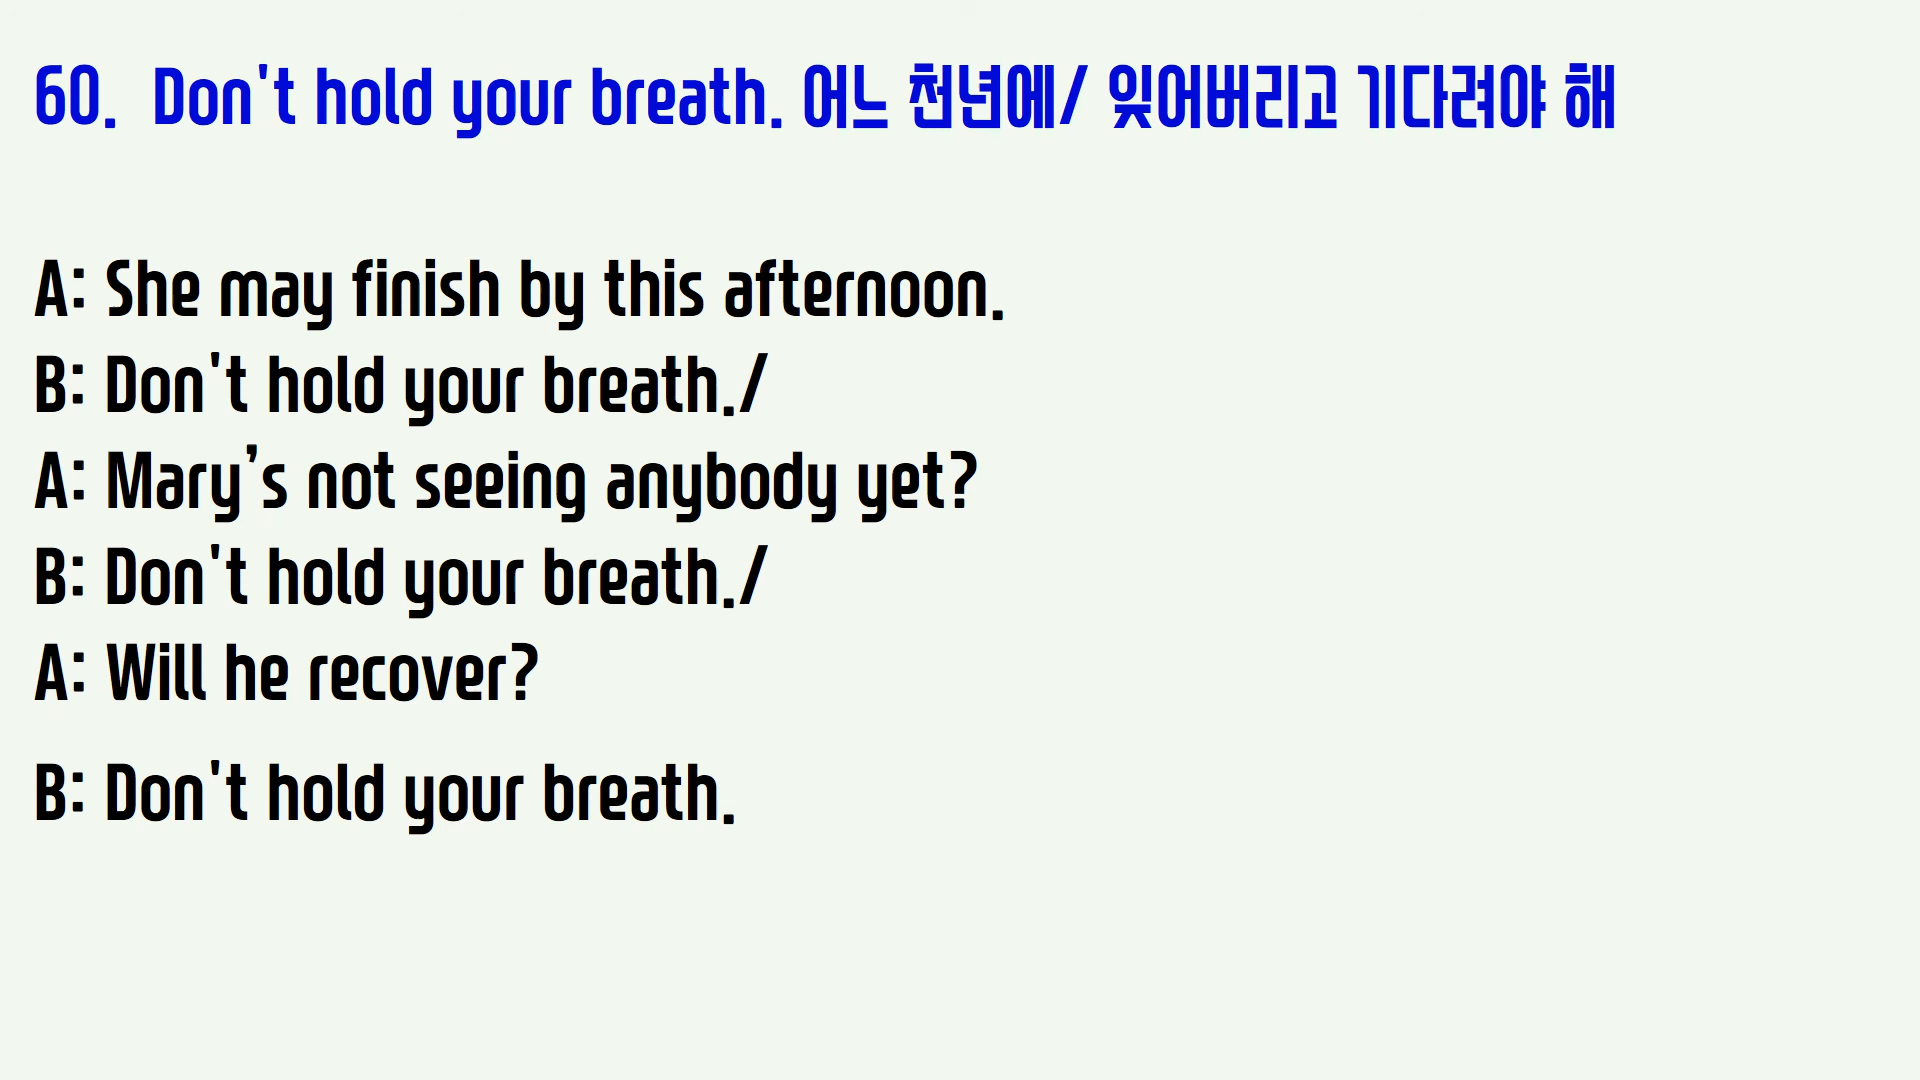 60.  Don't hold your breath. 어느 천년에/ 잊어버리고 기다려야 해
A: She may finish by this afternoon.
B: Don't hold your breath./
A: Mary’s not seeing anybody yet?
B: Don't hold your breath./
A: Will he recover?
B: Don't hold your breath.